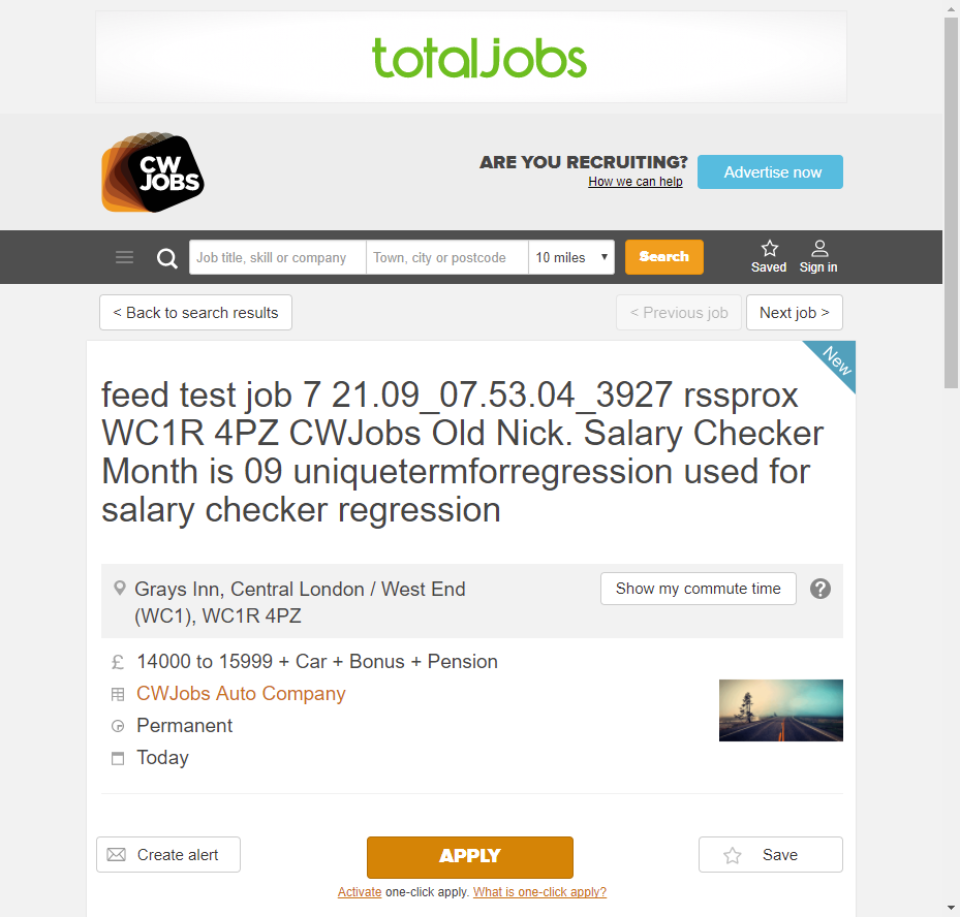 totaljobs
CW
JOBS
ARE YOU RECRUITING?
How we can help
Advertise now
Job title, skill or company
Town, city or postcode
10 miles
Search
Saved
Sign in
< Back to search results
< Previous job
Next job >
New
feed test job 7 21.09_07.53.04_3927 rssprox
WC1R 4PZ CWJobs Old Nick. Salary Checker
Month is 09 uniquetermforregression used for
salary checker regression
Grays Inn, Central London / West End
(WC1), WC1R 4PZ
Show my commute time
?
£ 14000 to 15999 + Car + Bonus + Pension
CWJobs Auto Company
Permanent
Today
Create alert
APPLY
Save
Activate one-click apply. What is one-click apply?